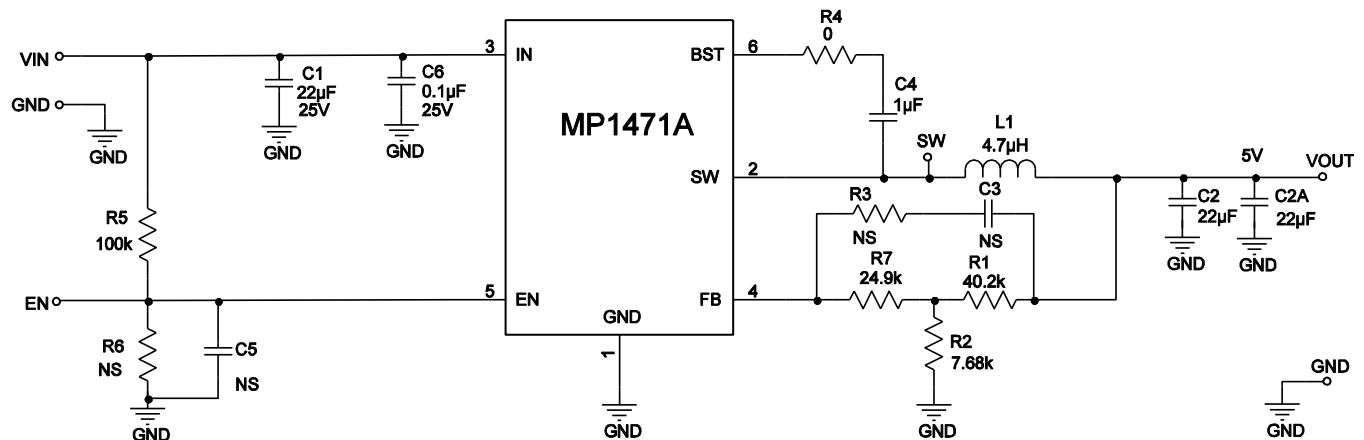 R4
0
VIN
3
IN
BST
6
C1
22µF
25V
C6
0.1µF
25V
C4
1µF
GND
GND
GND
GND
MP1471A
SW
L1
4.7µH
SW
2
5V
VOUT
R3
NS
C3
NS
C2
22µF
C2A
22µF
GND
GND
R5
100k
R7
24.9k
R1
40.2k
EN
5
EN
FB
4
GND
1
R6
NS
C5
NS
R2
7.68k
GND
GND
GND
GND
GND